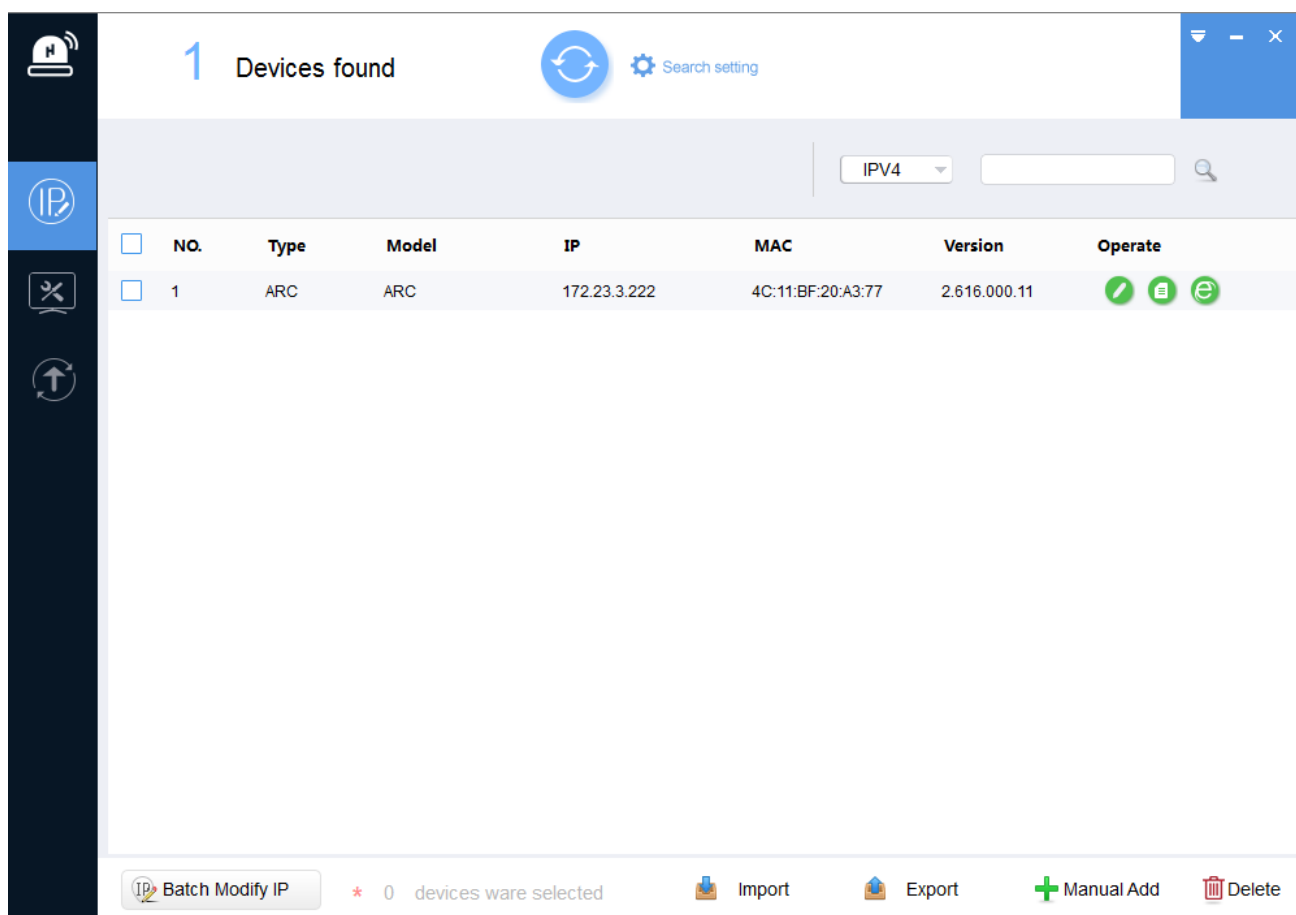 1 Devices found
Search setting
IPV4
NO. Type Model IP MAC Version Operate
1 ARC ARC 172.23.3.222 4C:11:BF:20:A3:77 2.616.000.11
Batch Modify IP * 0 devices ware selected Import Export Manual Add Delete
H
IP
IP